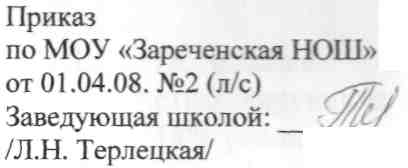 Приказ
по МОУ «Зареченская НОШ»
от 01.04.08. №2 (л/с)
Заведующая школой: __
/Л.Н. Терлецкая/